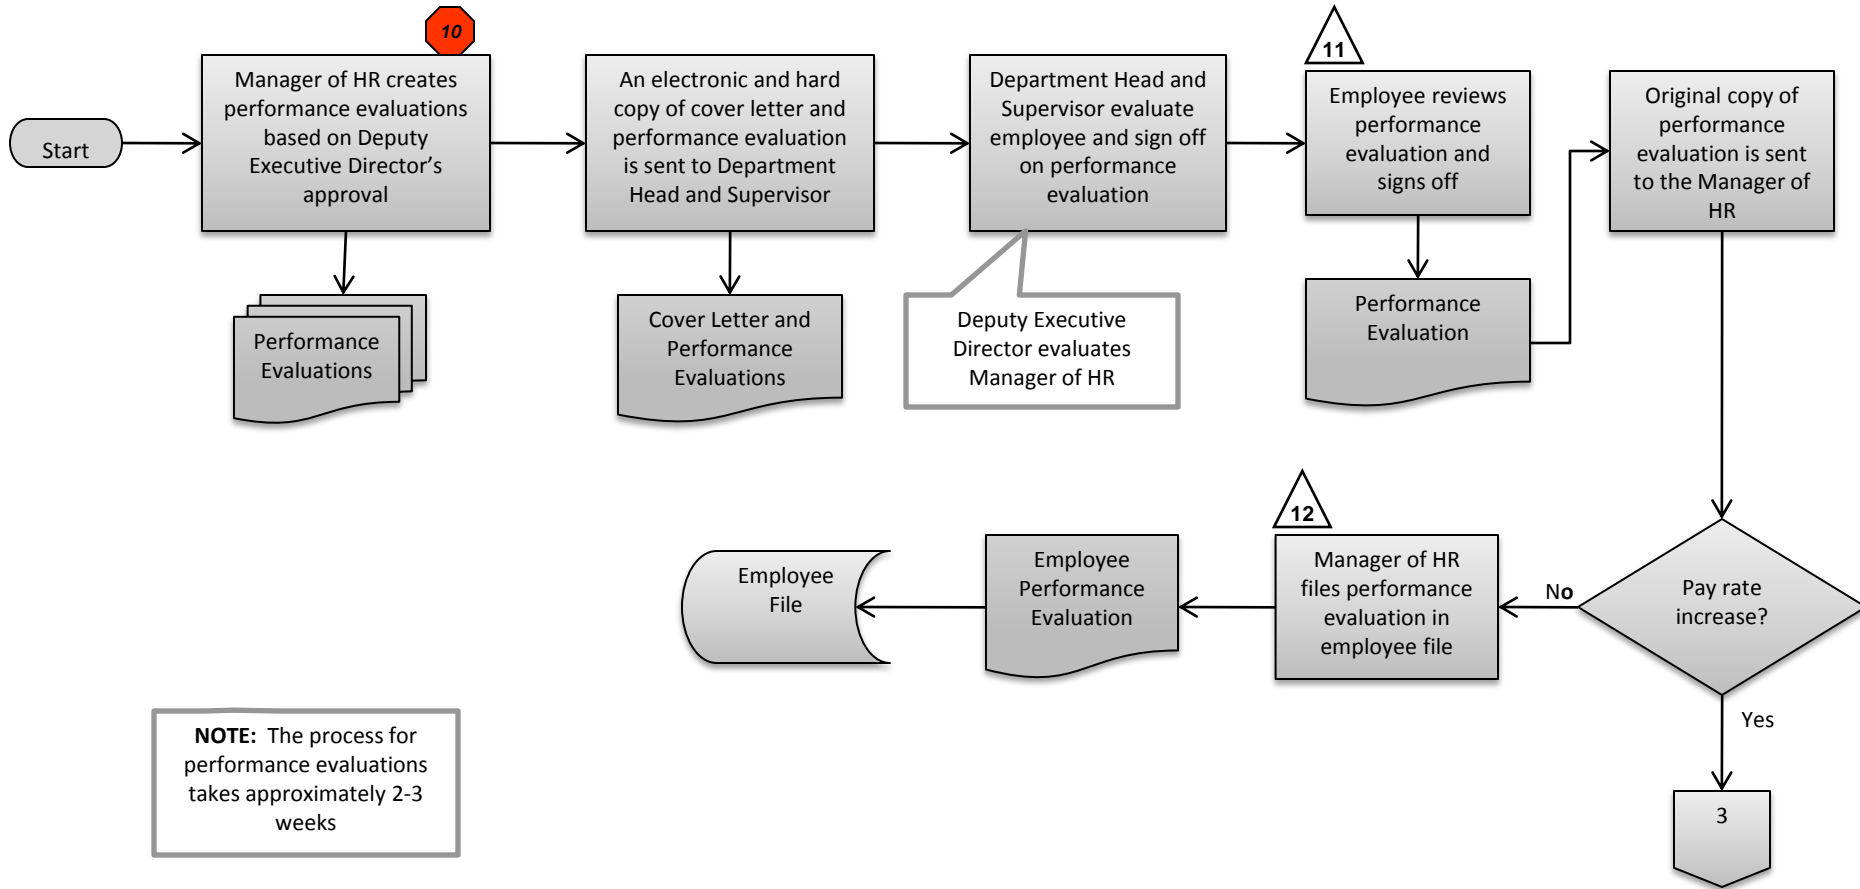 10
Manager of HR creates
performance evaluations
based on Deputy
Executive Director's
approval
An electronic and hard
copy of cover letter and
performance evaluation
is sent to Department
Head and Supervisor
Department Head and
Supervisor evaluate
employee and sign off
on performance
evaluation
11
Employee reviews
performance
evaluation and
signs off
Original copy of
performance
evaluation is sent
to the Manager of
HR
Start
Performance
Evaluations
Cover Letter and
Performance
Evaluations
Deputy Executive
Director evaluates
Manager of HR
Performance
Evaluation
Employee
File
Employee
Performance
Evaluation
12
Manager of HR
files performance
evaluation in
employee file
No
Pay rate
increase?
Yes
3
NOTE: The process for
performance evaluations
takes approximately 2-3
weeks